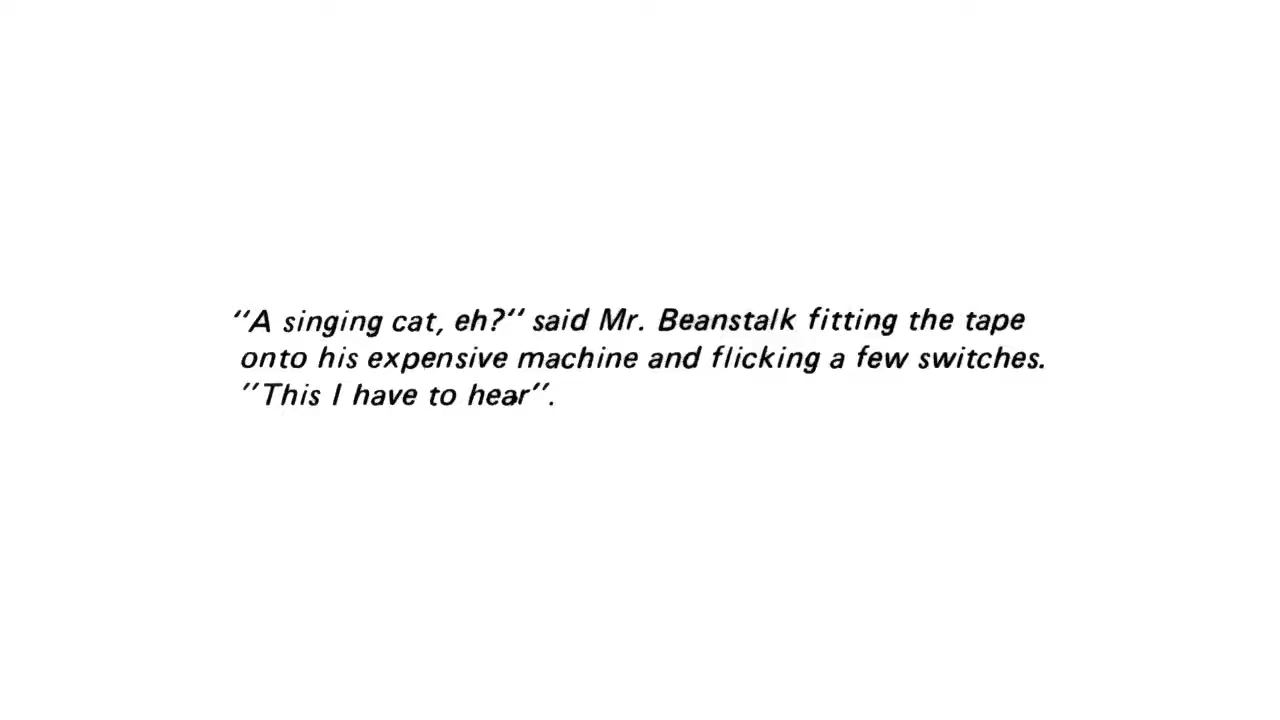 "A singing cat, eh?" said Mr. Beanstalk fitting the tape
onto his expensive machine and flicking a few switches.
"This I have to hear".